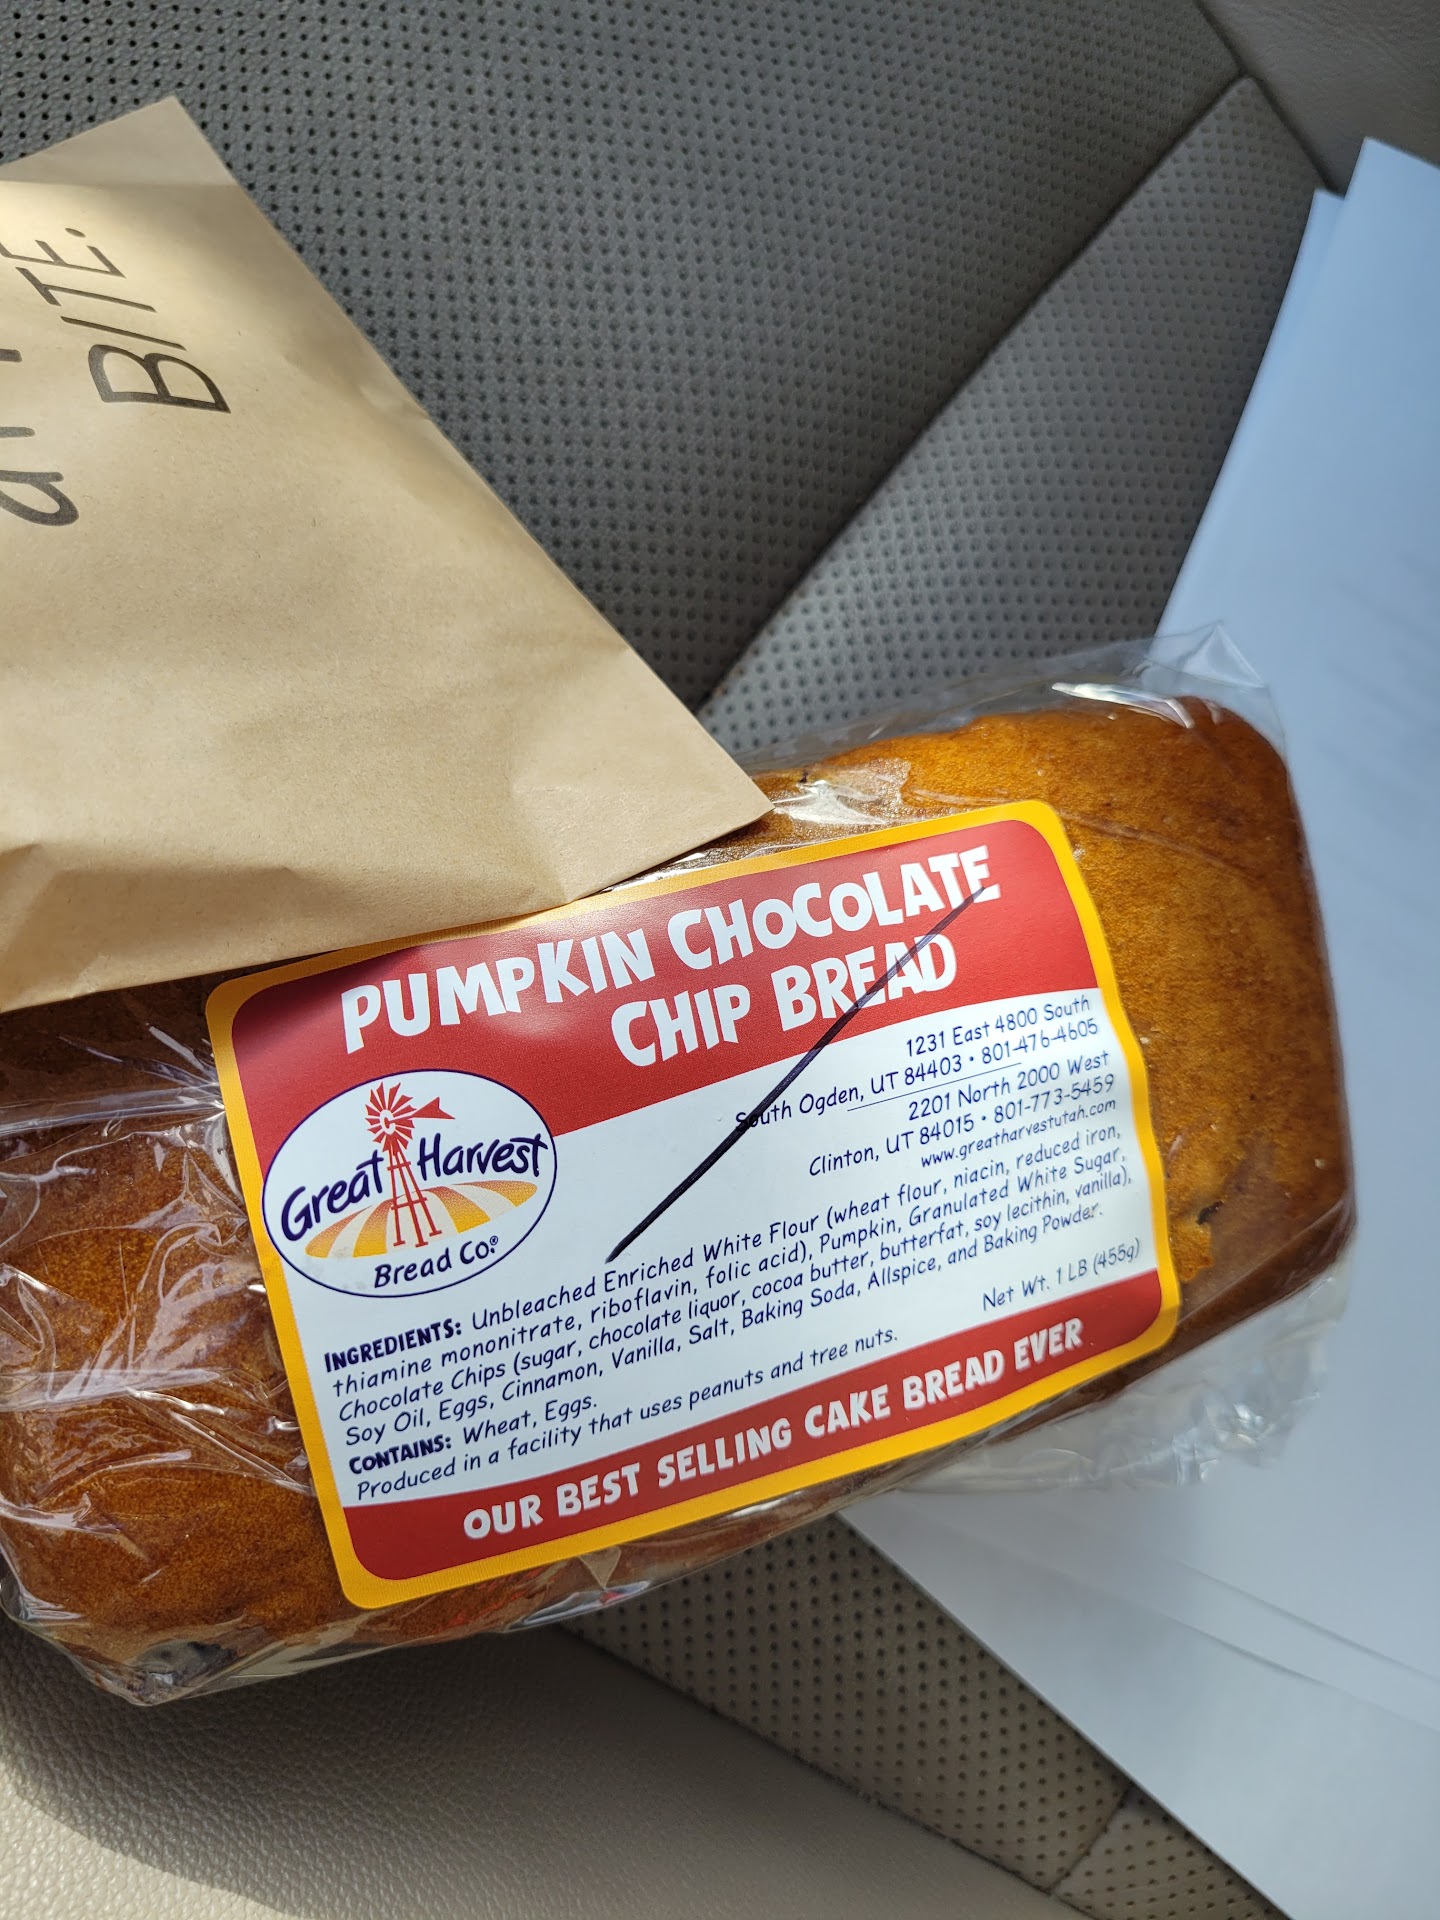 BITE.
PUMPKIN CHOCOLATE
CHIP BREAD
1231 East 4800 South
South Ogden, UT 84403 • 801-476-4605
2201 North 2000 West
Clinton, UT 84015 • 801-773-5459
www.greatharvestutah.com
Great Harvest
Bread Co.®
INGREDIENTS: Unbleached Enriched White Flour (wheat flour, niacin, reduced iron,
thiamine mononitrate, riboflavin, folic acid), Pumpkin, Granulated White Sugar,
Chocolate Chips (sugar, chocolate liquor, cocoa butter, butterfat, soy lecithin, vanilla),
Soy Oil, Eggs, Cinnamon, Vanilla, Salt, Baking Soda, Allspice, and Baking Powder.
CONTAINS: Wheat, Eggs.
Produced in a facility that uses peanuts and tree nuts.
Net Wt. 1 LB (455g)
OUR BEST SELLING CAKE BREAD EVER